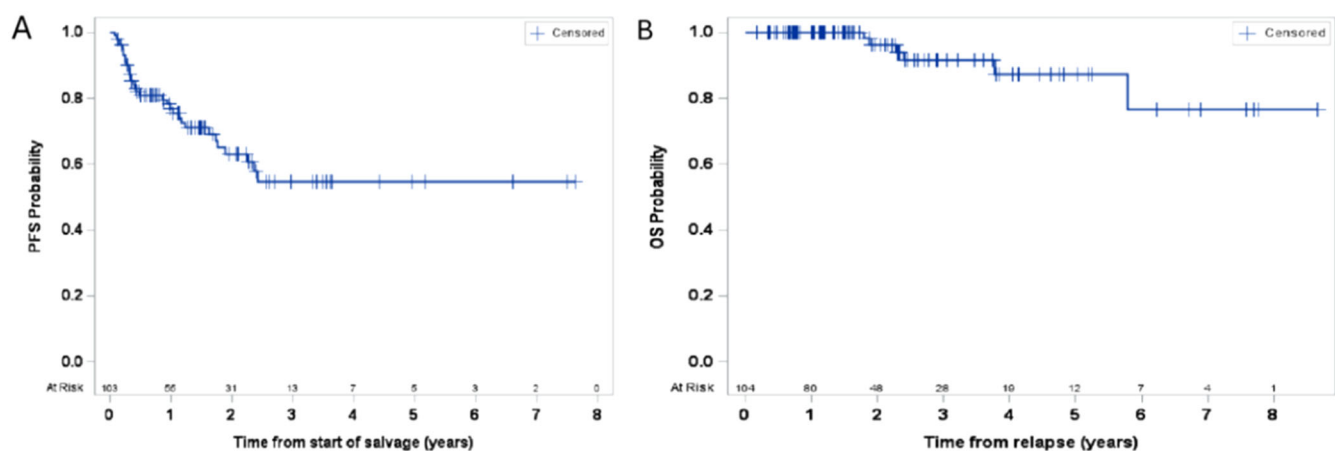 A
1.0
0.8
0.6
0.4
0.2
0.0
PFS Probability
Censored
At Risk 103 55 31 13 7 5 3 2 0
0 1 2 3 4 5 6 7 8
Time from start of salvage (years)
B
1.0
0.8
0.6
0.4
0.2
0.0
OS Probability
Censored
At Risk 104 80 48 28 19 12 7 4 1
0 1 2 3 4 5 6 7 8
Time from relapse (years)